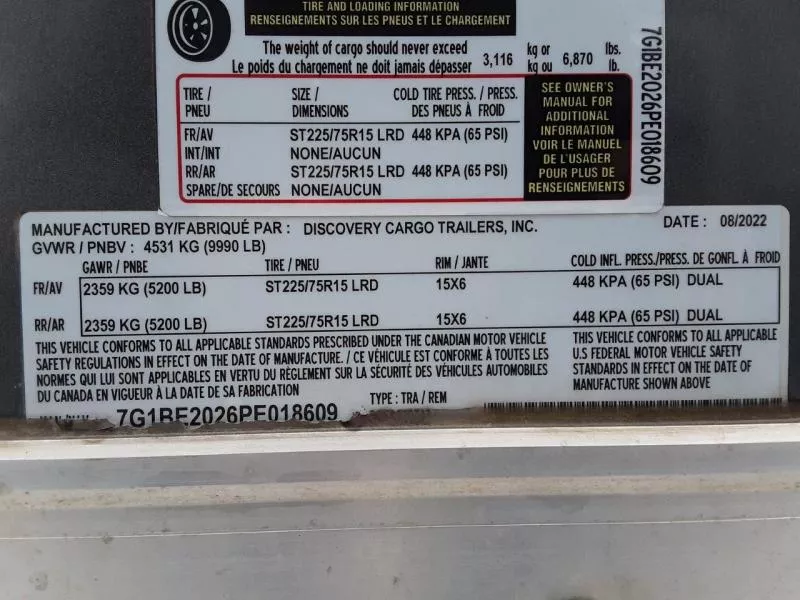 TIRE AND LOADING INFORMATION
RENSEIGNEMENTS SUR LES PNEUS ET LE CHARGEMENT
The weight of cargo should never exceed
Le poids du chargement ne doit jamais dépasser
3,116 kg or 6,870 lbs.
kg ou lb.
TIRE / SIZE / COLD TIRE PRESS. / PRESS.
PNEU DIMENSIONS DES PNEUS À FROID
FR/AV ST225/75R15 LRD 448 KPA (65 PSI)
INT/INT NONE/AUCUN
RR/AR ST225/75R15 LRD 448 KPA (65 PSI)
SPARE/DE SECOURS NONE/AUCUN
SEE OWNER'S
MANUAL FOR
ADDITIONAL
INFORMATION
VOIR LE MANUEL
DE L'USAGER
POUR PLUS DE
RENSEIGNEMENTS
7G1BE2026PE018609
MANUFACTURED BY/FABRIQUÉ PAR : DISCOVERY CARGO TRAILERS, INC. DATE : 08/2022
GVWR / PNBV : 4531 KG (9990 LB)
GAWR / PNBE TIRE / PNEU RIM / JANTE COLD INFL. PRESS./PRESS. DE GONFL. À FROID
FR/AV 2359 KG (5200 LB) ST225/75R15 LRD 15X6 448 KPA (65 PSI) DUAL
RR/AR 2359 KG (5200 LB) ST225/75R15 LRD 15X6 448 KPA (65 PSI) DUAL
THIS VEHICLE CONFORMS TO ALL APPLICABLE STANDARDS PRESCRIBED UNDER THE CANADIAN MOTOR VEHICLE
SAFETY REGULATIONS IN EFFECT ON THE DATE OF MANUFACTURE. / CE VÉHICULE EST CONFORME À TOUTES LES
NORMES QUI LUI SONT APPLICABLES EN VERTU DU RÈGLEMENT SUR LA SÉCURITÉ DES VÉHICULES AUTOMOBILES
DU CANADA EN VIGUEUR À LA DATE DE SA FABRICATION
THIS VEHICLE CONFORMS TO ALL APPLICABLE
U.S FEDERAL MOTOR VEHICLE SAFETY
STANDARDS IN EFFECT ON THE DATE OF
MANUFACTURE SHOWN ABOVE
TYPE : TRA / REM
7G1BE2026PE018609